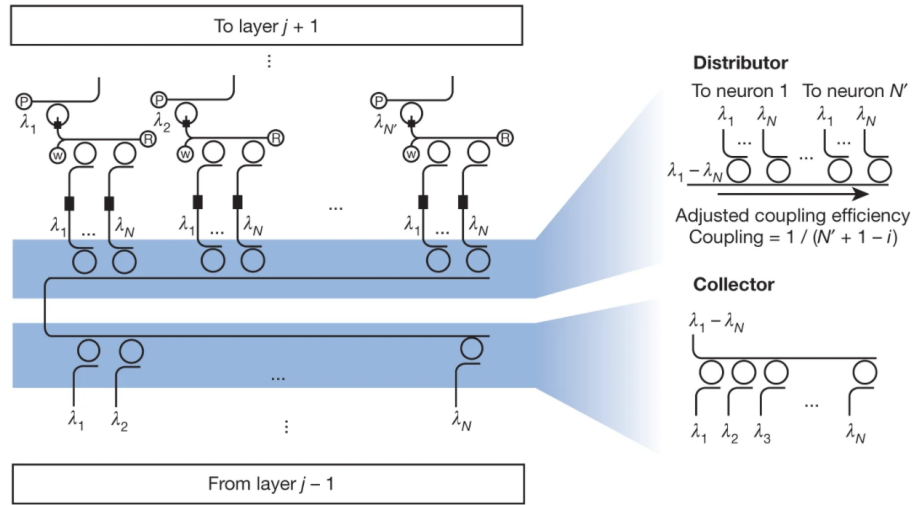 To layer j + 1
...
P P P
λ1 λ2 λN'
R R R
w w w
...
λ1 ... λN λ1 ... λN λ1 ... λN
...
λ1 λ2 λN
...
From layer j – 1
Distributor
To neuron 1 To neuron N'
λ1 λN λ1 λN
... ... ...
λ1 – λN
Adjusted coupling efficiency
Coupling = 1 / (N' + 1 – i)
Collector
λ1 – λN
...
λ1 λ2 λ3 λN